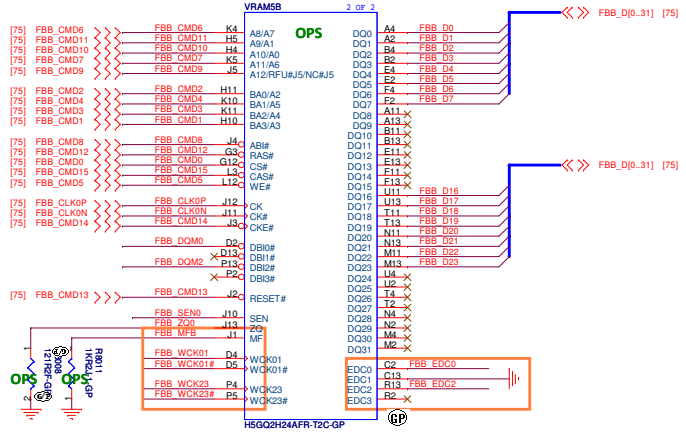 VRAM5B
2 OF 2
OPS
[75] FBB_CMD6 FBB_CMD6 K4 A8/A7
[75] FBB_CMD11 FBB_CMD11 H5 A9/A1
[75] FBB_CMD10 FBB_CMD10 H4 A10/A0
[75] FBB_CMD7 FBB_CMD7 K5 A11/A6
[75] FBB_CMD9 FBB_CMD9 J5 A12/RFU#J5/NC#J5
[75] FBB_CMD2 FBB_CMD2 H11 BA0/A2
[75] FBB_CMD4 FBB_CMD4 K10 BA1/A5
[75] FBB_CMD3 FBB_CMD3 K11 BA2/A4
[75] FBB_CMD1 FBB_CMD1 H10 BA3/A3
[75] FBB_CMD8 FBB_CMD8 J4 ABI#
[75] FBB_CMD12 FBB_CMD12 G3 RAS#
[75] FBB_CMD0 FBB_CMD0 G12 CS#
[75] FBB_CMD15 FBB_CMD15 L3 CAS#
[75] FBB_CMD5 FBB_CMD5 L12 WE#
[75] FBB_CLK0P FBB_CLK0P J12 CK
[75] FBB_CLK0N FBB_CLK0N J11 CK#
[75] FBB_CMD14 FBB_CMD14 J3 CKE#
FBB_DQM0 D2 DBI0#
D13 DBI1#
FBB_DQM2 P13 DBI2#
P2 DBI3#
[75] FBB_CMD13 FBB_CMD13 J2 RESET#
FBB_SEN0 J10 SEN
FBB_ZQ0 J13 ZQ
FBB_MFB J1 MF
FBB_WCK01 D4 WCK01
FBB_WCK01# D5 WCK01#
FBB_WCK23 P4 WCK23
FBB_WCK23# P5 WCK23#
DQ0 A4 FBB_D0
DQ1 A2 FBB_D1
DQ2 B4 FBB_D2
DQ3 B2 FBB_D3
DQ4 E4 FBB_D4
DQ5 E2 FBB_D5
DQ6 F4 FBB_D6
DQ7 F2 FBB_D7
FBB_D[0..31] [75]
DQ8 A11
DQ9 A13
DQ10 B11
DQ11 B13
DQ12 E11
DQ13 E13
DQ14 F11
DQ15 F13
DQ16 U11 FBB_D16
DQ17 U13 FBB_D17
DQ18 T11 FBB_D18
DQ19 T13 FBB_D19
DQ20 N11 FBB_D20
DQ21 N13 FBB_D21
DQ22 M11 FBB_D22
DQ23 M13 FBB_D23
FBB_D[0..31] [75]
DQ24 U4
DQ25 U2
DQ26 T4
DQ27 T2
DQ28 N4
DQ29 N2
DQ30 M4
DQ31 M2
EDC0 C2 FBB_EDC0
EDC1 C13
EDC2 R13 FBB_EDC2
EDC3 R2
H5GQ2H24AFR-T2C-GP
GP
1
2
OPS
1
2
R8011
OPS